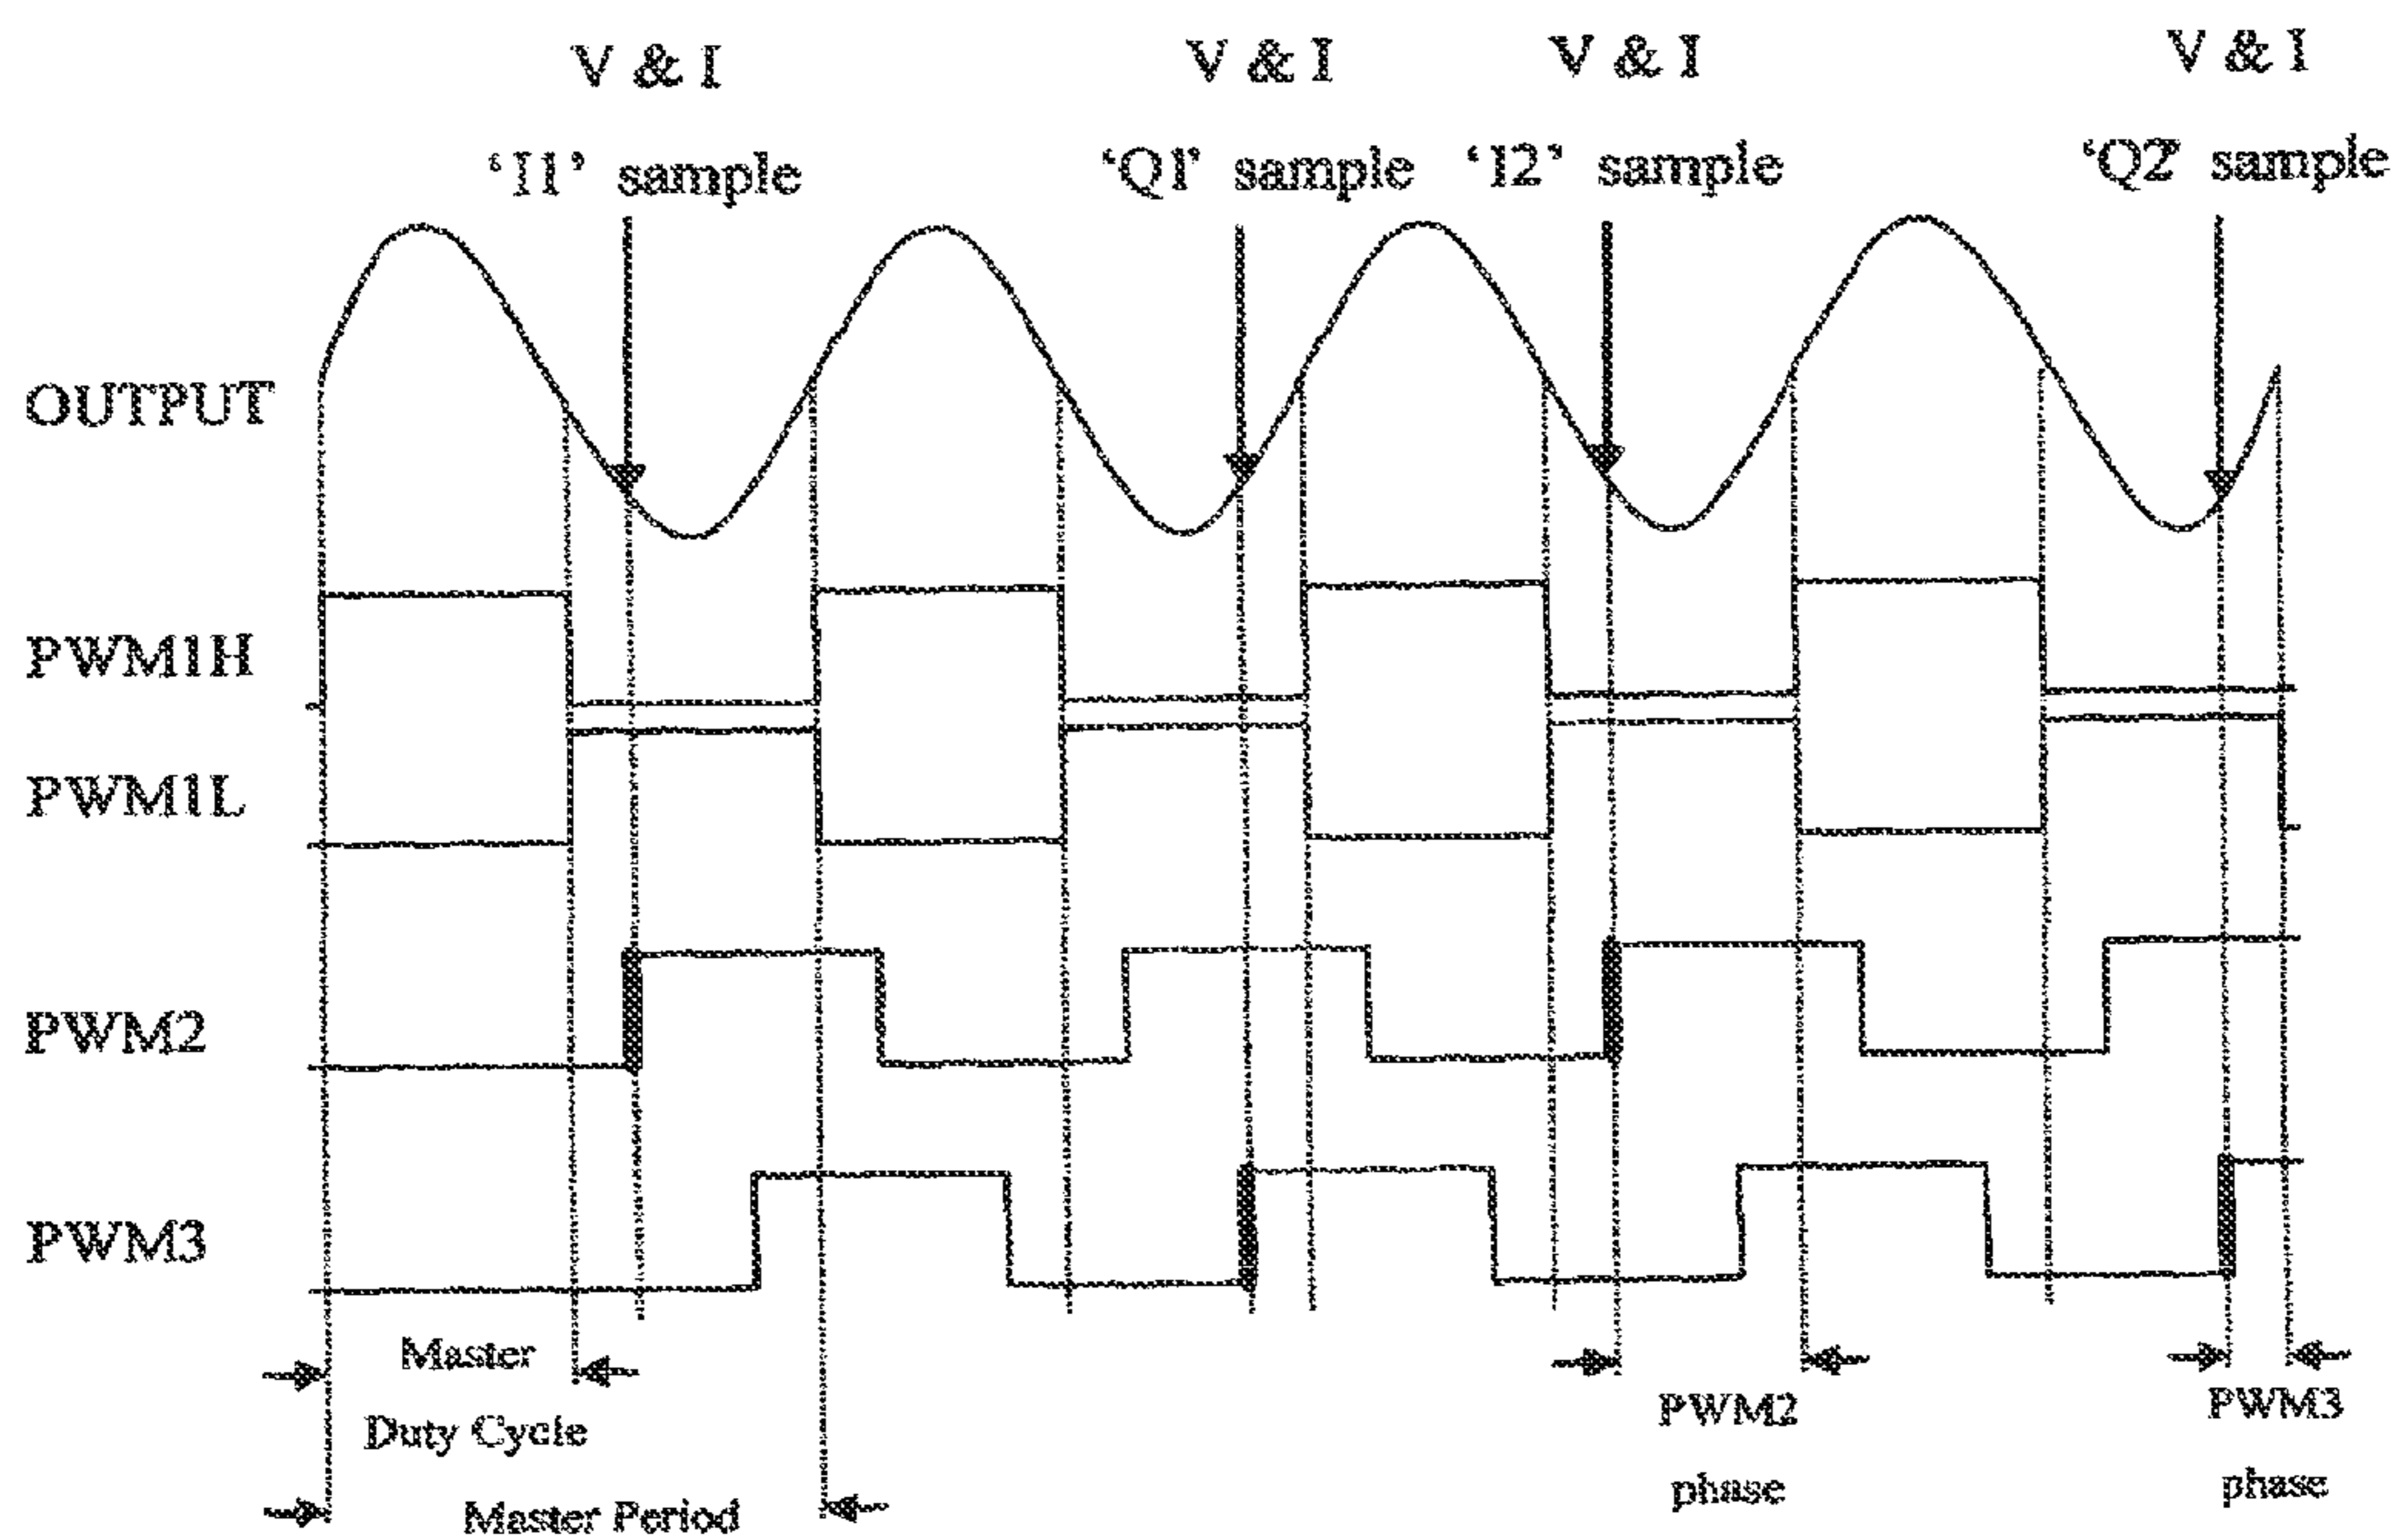 V & I
V & I
V & I
V & I
'I1' sample
'Q1' sample
'I2' sample
'Q2' sample
OUTPUT
PWM1H
PWM1L
PWM2
PWM3
Master
Duty Cycle
Master Period
PWM2
phase
PWM3
phase